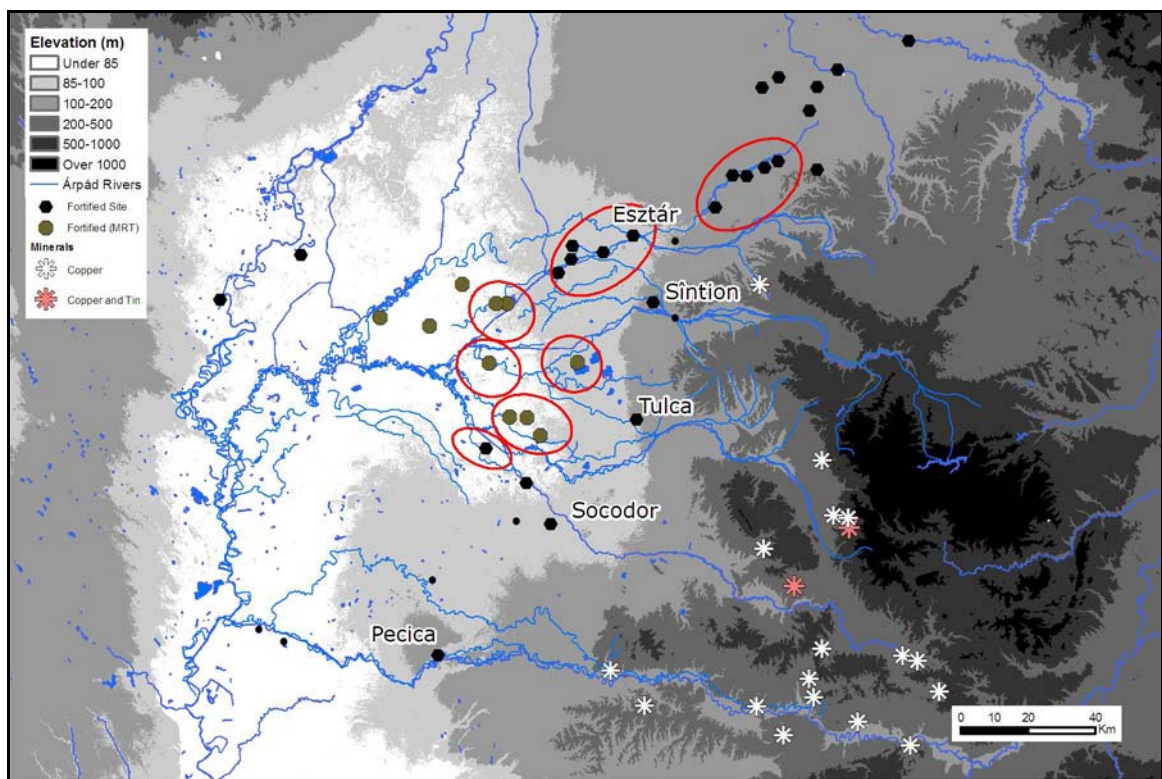 Elevation (m)
Under 85
85-100
100-200
200-500
500-1000
Over 1000
Árpád Rivers
Fortified Site
Fortified (MRT)
Minerals
Copper
Copper and Tin
Esztár
Sîntion
Tulca
Socodor
Pecica
0 10 20 40
Km